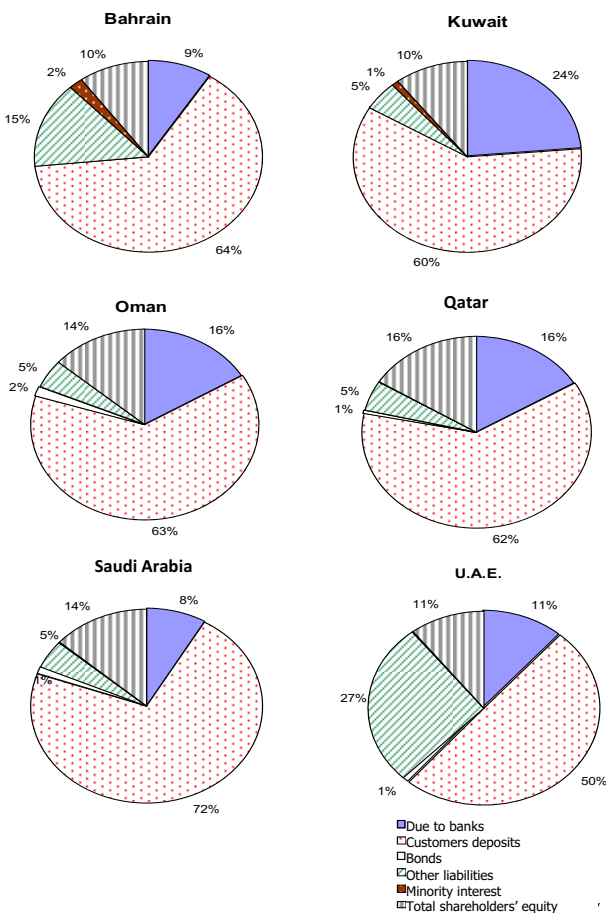 Bahrain
Kuwait
2%
10%
9%
15%
64%
1%
10%
24%
5%
60%
Oman
Qatar
14%
16%
5%
2%
63%
16%
16%
5%
1%
62%
Saudi Arabia
U.A.E.
14%
8%
5%
1%
72%
11%
11%
27%
1%
50%
Due to banks
Customers deposits
Bonds
Other liabilities
Minority interest
Total shareholders' equity